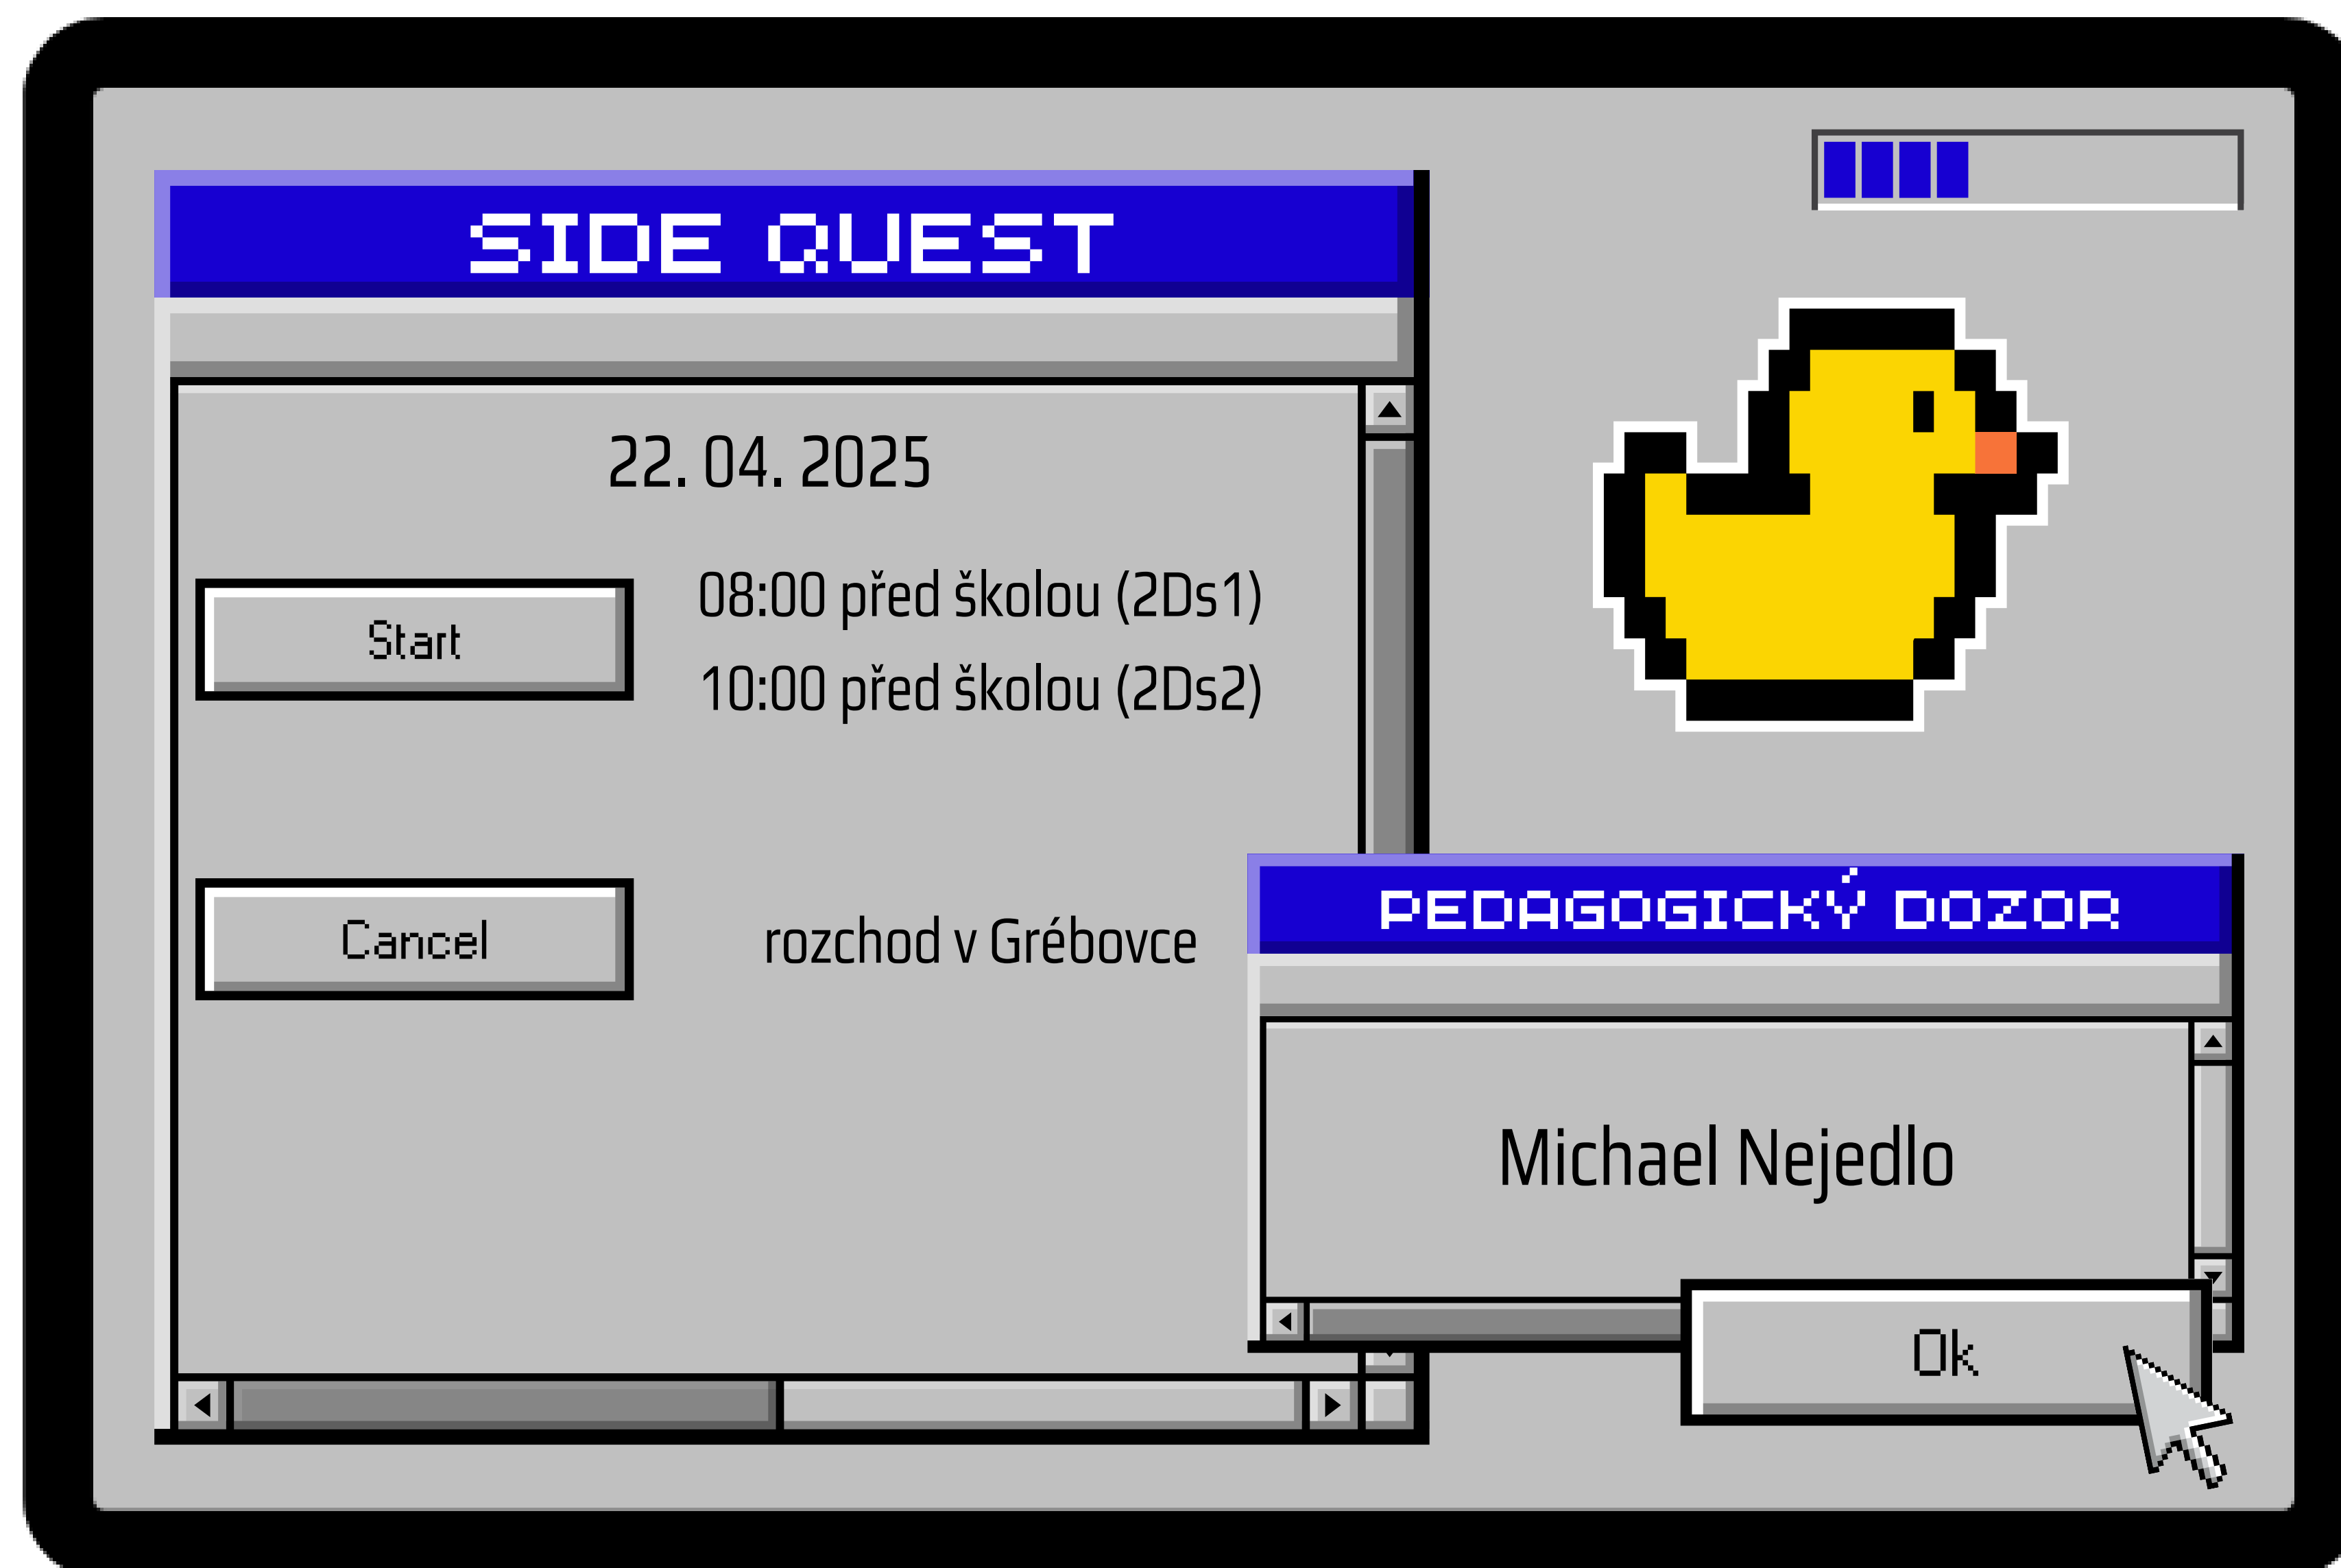 SIDE QUEST
22. 04. 2025
Start
08:00 před školou (2Ds1)
10:00 před školou (2Ds2)
Cancel
rozchod v Grébovce
PEDAGOGICKÝ DOZOR
Michael Nejedlo
Ok